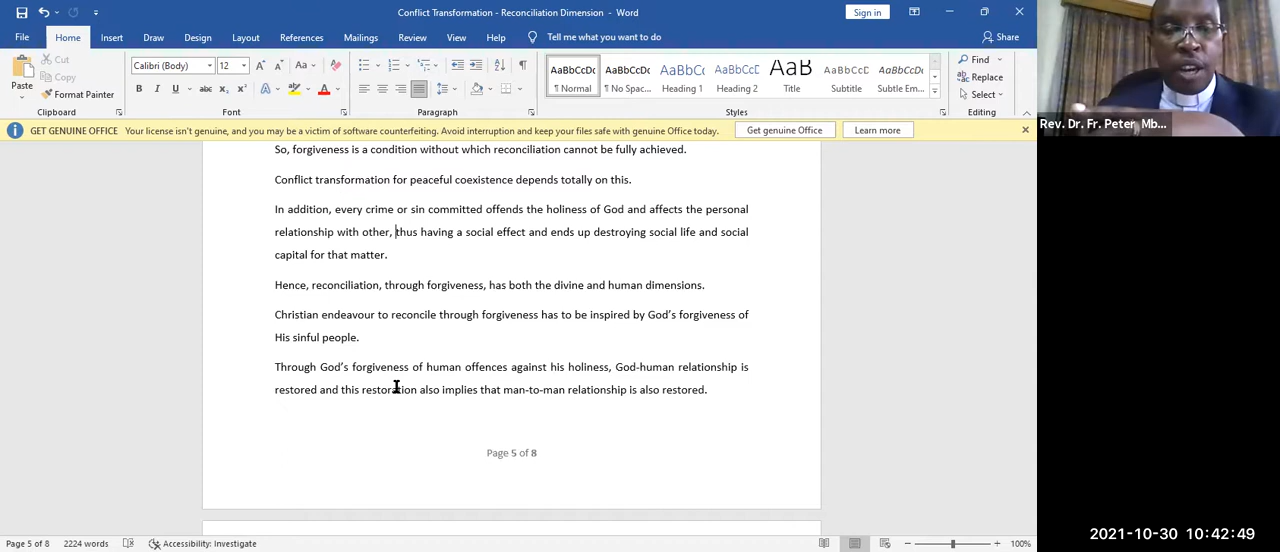 Conflict Transformation - Reconciliation Dimension - Word
Sign in
File Home Insert Draw Design Layout References Mailings Review View Help Tell me what you want to do Share
Paste
Cut
Copy
Format Painter
Clipboard
Calibri (Body) 12
Font
Paragraph
AaBbCcDc AaBbCcDc AaBbCc AaBbCcD AaB AaBbCcD AaBbCcDc
¶ Normal ¶ No Spac... Heading 1 Heading 2 Title Subtitle Subtle Em...
Styles
Find
Replace
Select
Editing
GET GENUINE OFFICE Your license isn't genuine, and you may be a victim of software counterfeiting. Avoid interruption and keep your files safe with genuine Office today. Get genuine Office Learn more
Rev. Dr. Fr. Peter, Mb...
So, forgiveness is a condition without which reconciliation cannot be fully achieved.
Conflict transformation for peaceful coexistence depends totally on this.
In addition, every crime or sin committed offends the holiness of God and affects the personal
relationship with other, thus having a social effect and ends up destroying social life and social
capital for that matter.
Hence, reconciliation, through forgiveness, has both the divine and human dimensions.
Christian endeavour to reconcile through forgiveness has to be inspired by God's forgiveness of
His sinful people.
Through God's forgiveness of human offences against his holiness, God-human relationship is
restored and this restoration also implies that man-to-man relationship is also restored.
Page 5 of 8
2021-10-30 10:42:49
Page 5 of 8 2224 words Accessibility: Investigate 100%